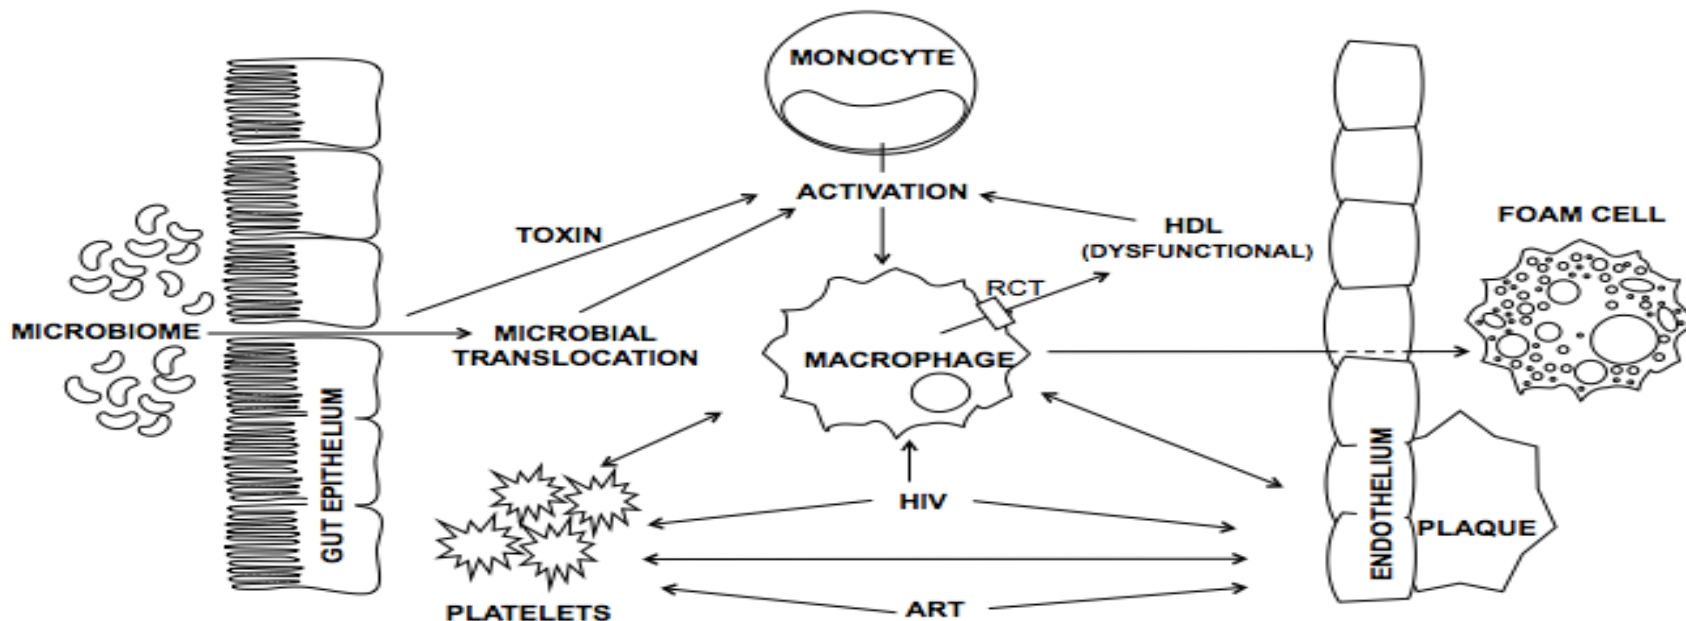 MONOCYTE
ACTIVATION
TOXIN
HDL
(DYSFUNCTIONAL)
FOAM CELL
RCT
MICROBIOME
MICROBIAL
TRANSLOCATION
MACROPHAGE
GUT EPITHELIUM
HIV
ENDOTHELIUM
PLAQUE
PLATELETS
ART